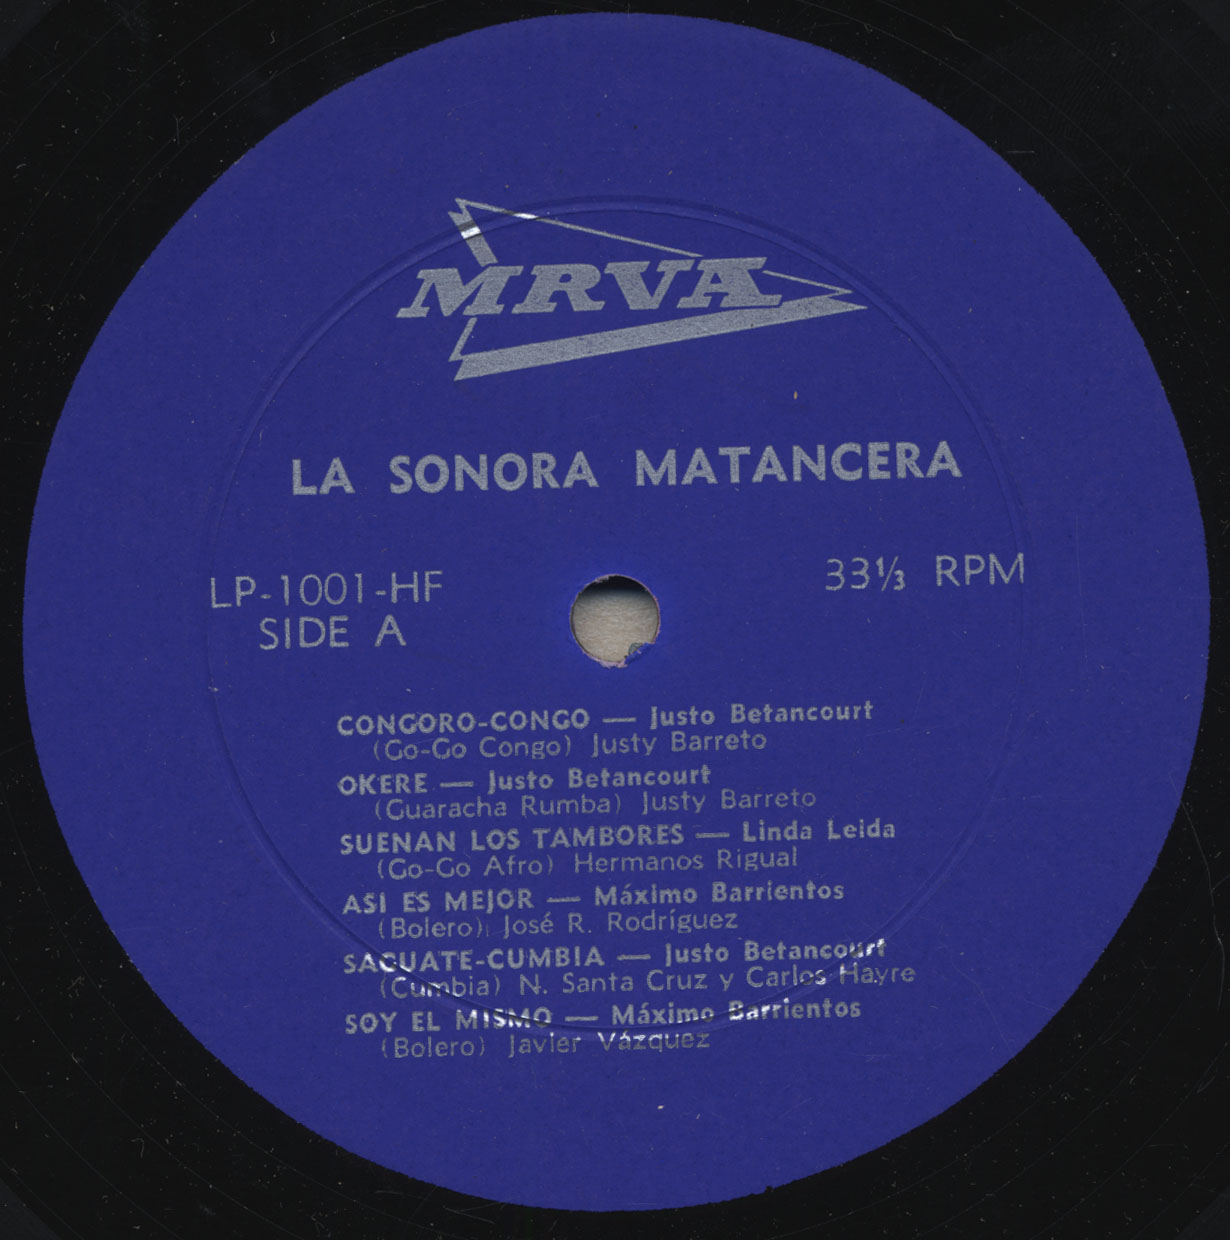 MRVA
LA SONORA MATANCERA
LP-1001-HF
33⅓ RPM
SIDE A
CONGORO-CONGO — Justo Betancourt
(Go-Go Congo) Justy Barreto
OKERE — Justo Betancourt
(Guaracha Rumba) Justy Barreto
SUENAN LOS TAMBORES — Linda Leida
(Go-Go Afro) Hermanos Rigual
ASI ES MEJOR — Máximo Barrientos
(Bolero) José R. Rodríguez
SAGUATE-CUMBIA — Justo Betancourt
(Cumbia) N. Santa Cruz y Carlos Hayre
SOY EL MISMO — Máximo Barrientos
(Bolero) Javier Vázquez